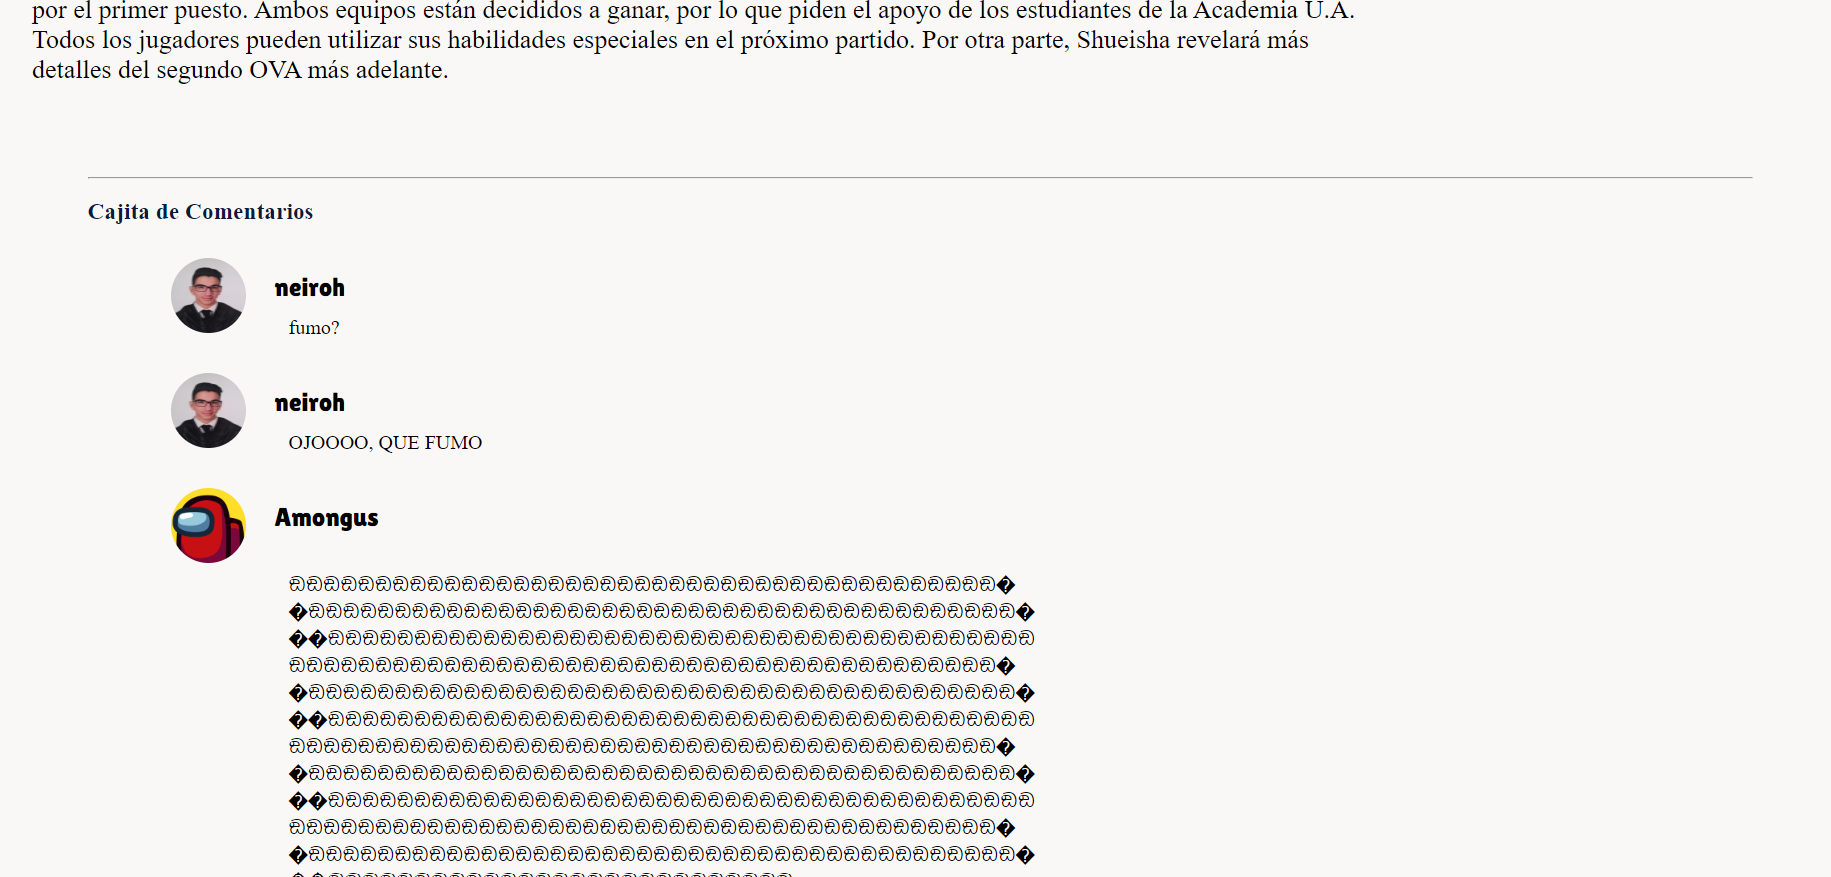 por el primer puesto. Ambos equipos están decididos a ganar, por lo que piden el apoyo de los estudiantes de la Academia U.A.
Todos los jugadores pueden utilizar sus habilidades especiales en el próximo partido. Por otra parte, Shueisha revelará más
detalles del segundo OVA más adelante.
Cajita de Comentarios
neiroh
fumo?
neiroh
OJOOOO, QUE FUMO
Amongus
ඞඞඞඞඞඞඞඞඞඞඞඞඞඞඞඞඞඞඞඞඞඞඞඞඞඞඞඞඞඞඞඞඞඞඞඞඞඞඞඞඞ�
�ඞඞඞඞඞඞඞඞඞඞඞඞඞඞඞඞඞඞඞඞඞඞඞඞඞඞඞඞඞඞඞඞඞඞඞඞඞඞඞඞඞ�
��ඞඞඞඞඞඞඞඞඞඞඞඞඞඞඞඞඞඞඞඞඞඞඞඞඞඞඞඞඞඞඞඞඞඞඞඞඞඞඞඞඞ
ඞඞඞඞඞඞඞඞඞඞඞඞඞඞඞඞඞඞඞඞඞඞඞඞඞඞඞඞඞඞඞඞඞඞඞඞඞඞඞඞඞ�
�ඞඞඞඞඞඞඞඞඞඞඞඞඞඞඞඞඞඞඞඞඞඞඞඞඞඞඞඞඞඞඞඞඞඞඞඞඞඞඞඞඞ�
��ඞඞඞඞඞඞඞඞඞඞඞඞඞඞඞඞඞඞඞඞඞඞඞඞඞඞඞඞඞඞඞඞඞඞඞඞඞඞඞඞඞ
ඞඞඞඞඞඞඞඞඞඞඞඞඞඞඞඞඞඞඞඞඞඞඞඞඞඞඞඞඞඞඞඞඞඞඞඞඞඞඞඞඞ�
�ඞඞඞඞඞඞඞඞඞඞඞඞඞඞඞඞඞඞඞඞඞඞඞඞඞඞඞඞඞඞඞඞඞඞඞඞඞඞඞඞඞ�
��ඞඞඞඞඞඞඞඞඞඞඞඞඞඞඞඞඞඞඞඞඞඞඞඞඞඞඞඞඞඞඞඞඞඞඞඞඞඞඞඞඞ
ඞඞඞඞඞඞඞඞඞඞඞඞඞඞඞඞඞඞඞඞඞඞඞඞඞඞඞඞඞඞඞඞඞඞඞඞඞඞඞඞඞ�
�ඞඞඞඞඞඞඞඞඞඞඞඞඞඞඞඞඞඞඞඞඞඞඞඞඞඞඞඞඞඞඞඞඞඞඞඞඞඞඞඞඞ�